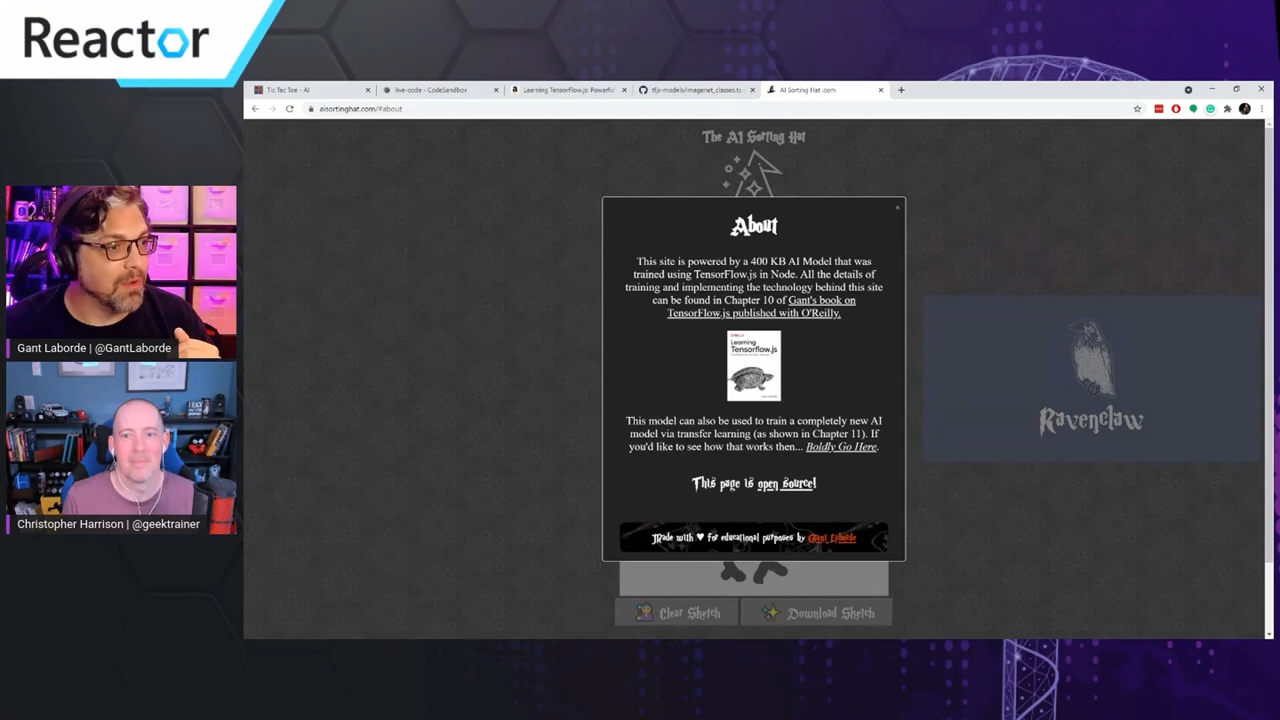 Reactor
Tic Tac Toe - AI
live-code - CodeSandbox
Learning TensorFlow.js: Powerful
tfjs-models/imagenet_classes.ts
AI Sorting Hat .com
aisortinghat.com/#about
The AI Sorting Hat
About
This site is powered by a 400 KB AI Model that was
trained using TensorFlow.js in Node. All the details of
training and implementing the technology behind this site
can be found in Chapter 10 of Gant's book on
TensorFlow.js published with O'Reilly.
Learning
Tensorflow.js
This model can also be used to train a completely new AI
model via transfer learning (as shown in Chapter 11). If
you'd like to see how that works then... Boldly Go Here.
This page is open source!
Made with ♥ for educational purposes by Gant Laborde
Ravenclaw
Clear Sketch
Download Sketch
Gant Laborde | @GantLaborde
Christopher Harrison | @geektrainer